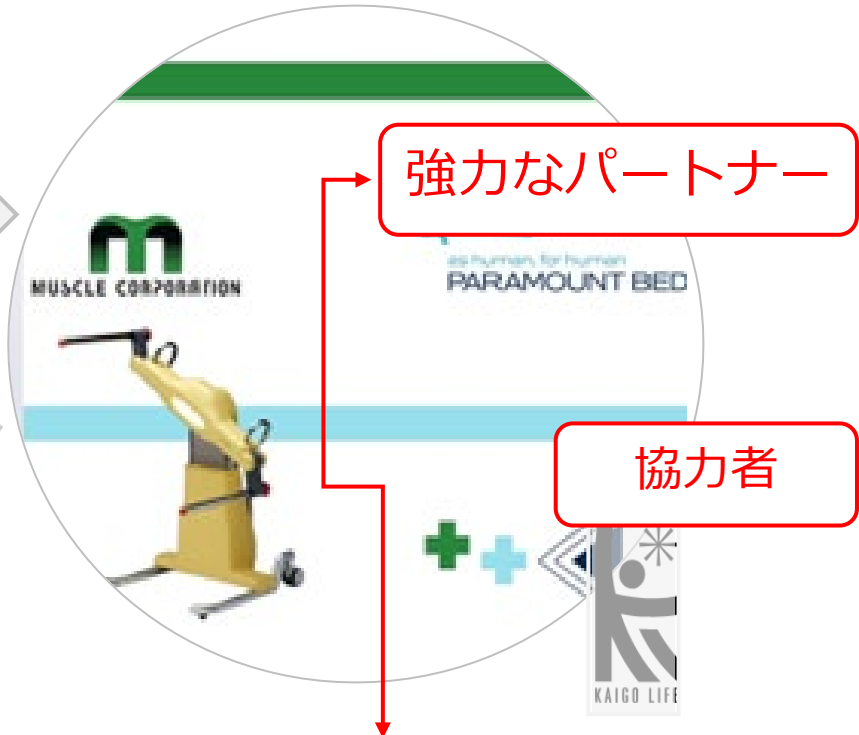 強力なパートナー
MUSCLE CORPORATION
as human, for human
PARAMOUNT BED
協力者
KAIGO LIFE